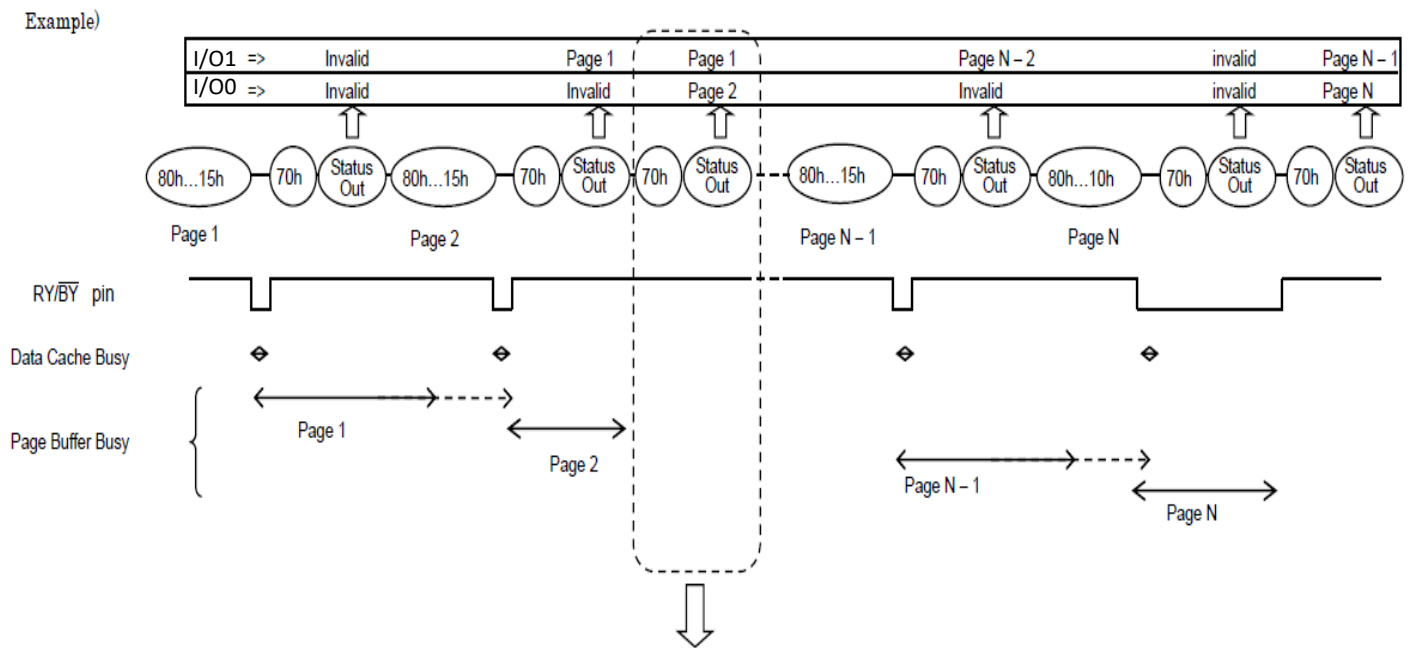 Example)
I/O1 => Invalid Page 1 Page 1 Page N – 2 invalid Page N – 1
I/O0 => Invalid Invalid Page 2 Invalid invalid Page N
80h...15h 70h Status Out 80h...15h 70h Status Out 70h Status Out 80h...15h 70h Status Out 80h...10h 70h Status Out 70h Status Out
Page 1 Page 2 Page N – 1 Page N
RY/B̅Y̅ pin
Data Cache Busy
Page Buffer Busy
Page 1
Page 2
Page N – 1
Page N